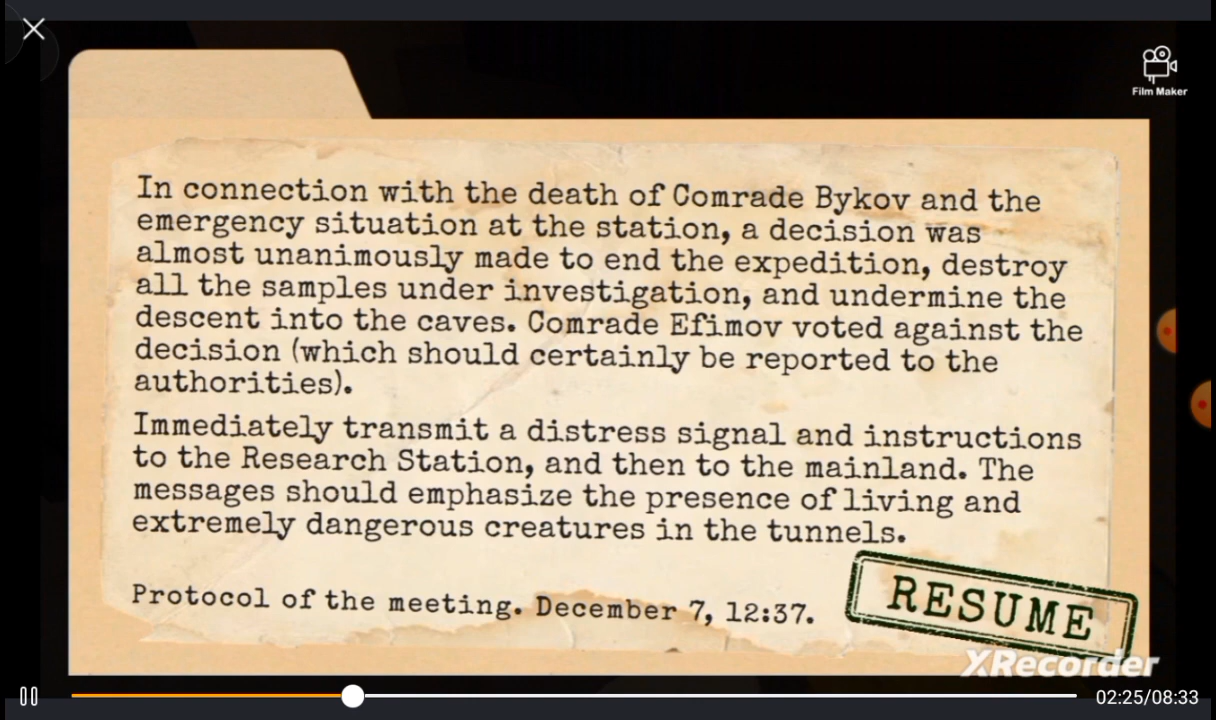 Film Maker
In connection with the death of Comrade Bykov and the
emergency situation at the station, a decision was
almost unanimously made to end the expedition, destroy
all the samples under investigation, and undermine the
descent into the caves. Comrade Efimov voted against the
decision (which should certainly be reported to the
authorities).
Immediately transmit a distress signal and instructions
to the Research Station, and then to the mainland. The
messages should emphasize the presence of living and
extremely dangerous creatures in the tunnels.
Protocol of the meeting. December 7, 12:37.
RESUME
XRecorder
02:25/08:33